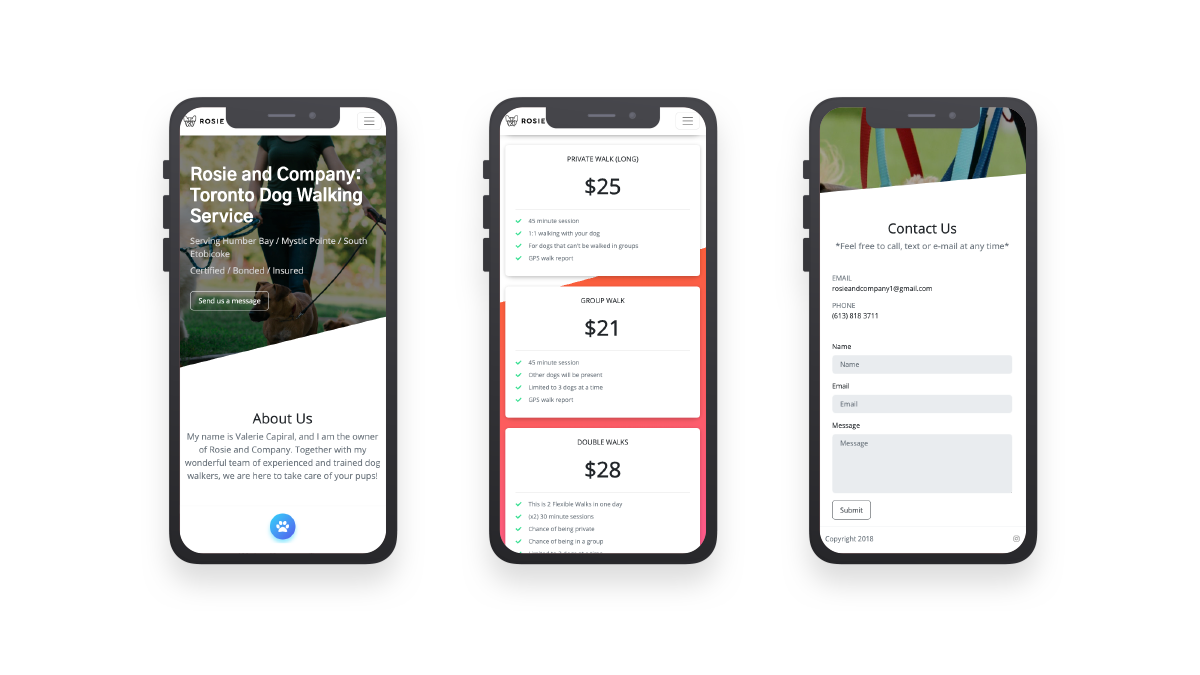 ROSIE
Rosie and Company:
Toronto Dog Walking
Service
Serving Humber Bay / Mystic Pointe / South
Etobicoke
Certified / Bonded / Insured
Send us a message
About Us
My name is Valerie Capiral, and I am the owner
of Rosie and Company. Together with my
wonderful team of experienced and trained dog
walkers, we are here to take care of your pups!
ROSIE
PRIVATE WALK (LONG)
$25
45 minute session
1:1 walking with your dog
For dogs that can't be walked in groups
GPS walk report
GROUP WALK
$21
45 minute session
Other dogs will be present
Limited to 3 dogs at a time
GPS walk report
DOUBLE WALKS
$28
This is 2 Flexible Walks in one day
(x2) 30 minute sessions
Chance of being private
Chance of being in a group
Contact Us
*Feel free to call, text or e-mail at any time*
EMAIL
rosieandcompany1@gmail.com
PHONE
(613) 818 3711
Name
Name
Email
Email
Message
Message
Submit
Copyright 2018